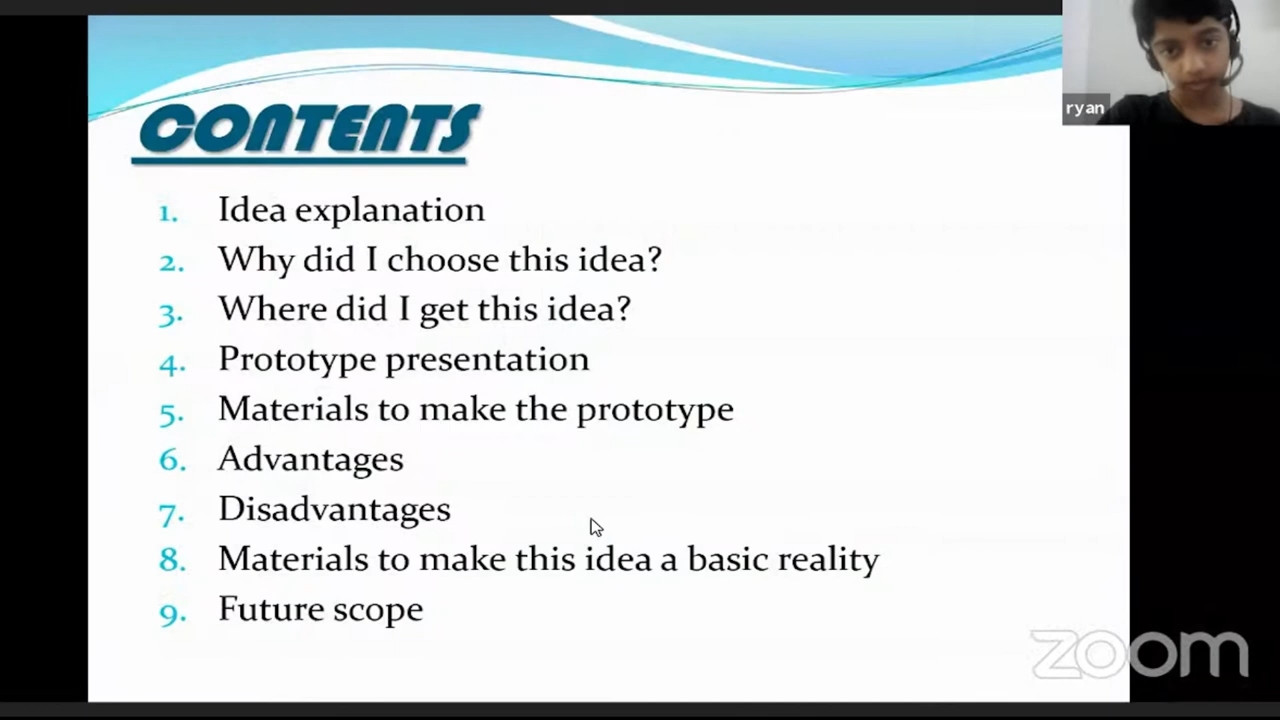 CONTENTS
ryan
1. Idea explanation
2. Why did I choose this idea?
3. Where did I get this idea?
4. Prototype presentation
5. Materials to make the prototype
6. Advantages
7. Disadvantages
8. Materials to make this idea a basic reality
9. Future scope
zoom